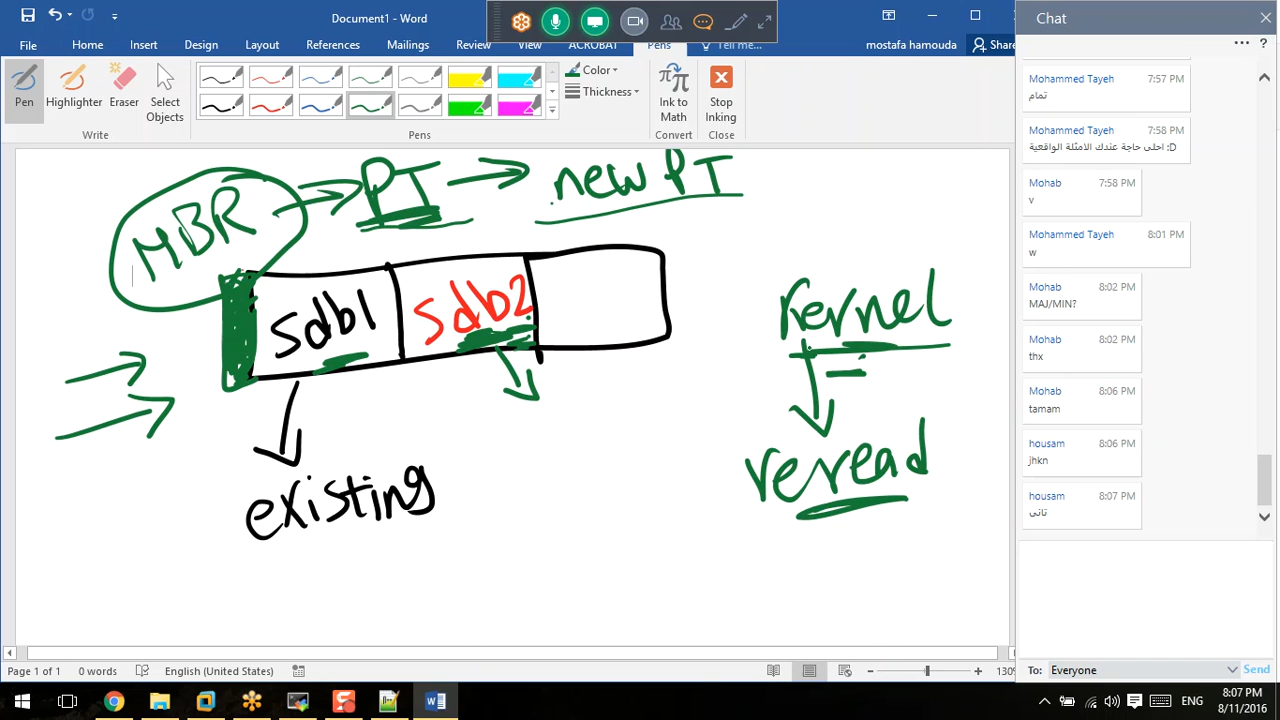 Document1 - Word
mostafa hamouda
Share
File
Home
Insert
Design
Layout
References
Mailings
Review
View
ACROBAT
Pens
Tell me...
Pen
Highlighter
Eraser
Select Objects
Color
Thickness
Ink to Math
Stop Inking
Write
Pens
Convert
Close
MBR
PT
new PT
sdb1
sdb2
existing
kernel
reread
Chat
Mohammed Tayeh 7:57 PM
تمام
Mohammed Tayeh 7:58 PM
احلى حاجة عندك الامثلة الواقعية :D
Mohab 7:58 PM
v
Mohammed Tayeh 8:01 PM
w
Mohab 8:02 PM
MAJ/MIN?
Mohab 8:02 PM
thx
Mohab 8:06 PM
tamam
housam 8:06 PM
jhkn
housam 8:07 PM
تانى
To: Everyone Send
Page 1 of 1 0 words English (United States) 130%
ENG
8:07 PM
8/11/2016